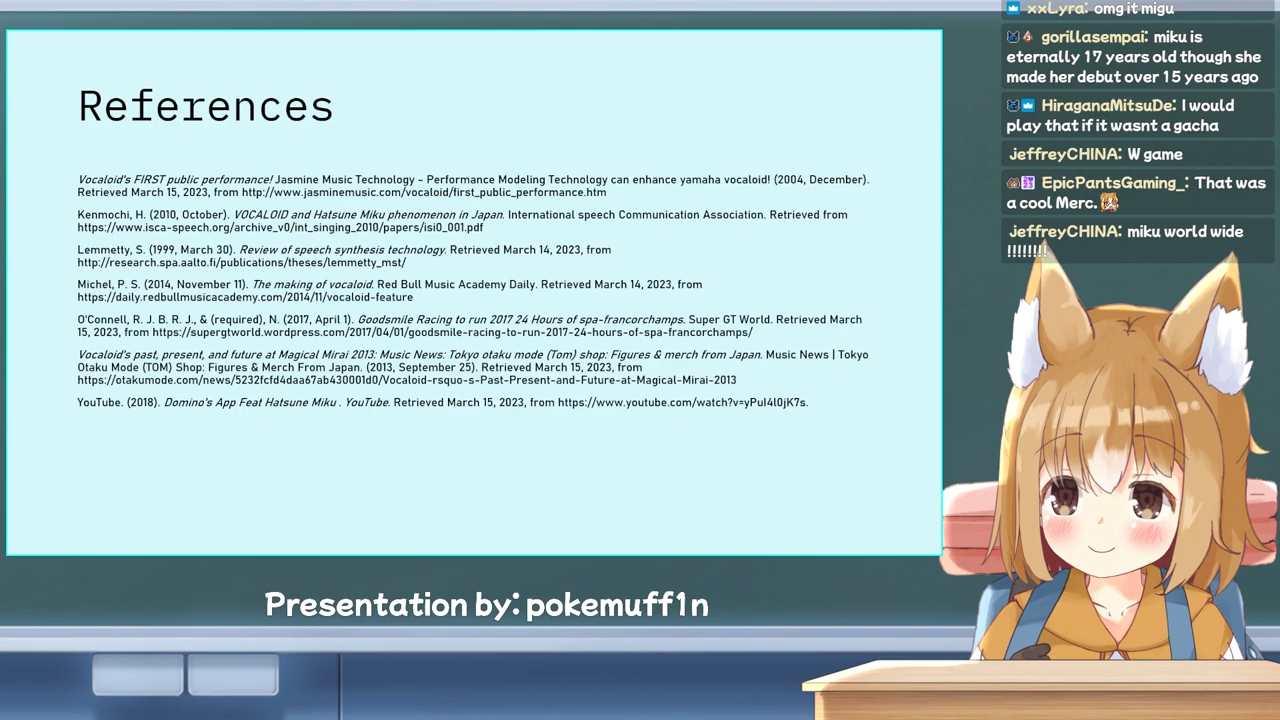 References
Vocaloid's FIRST public performance! Jasmine Music Technology - Performance Modeling Technology can enhance yamaha vocaloid! (2004, December).
Retrieved March 15, 2023, from http://www.jasminemusic.com/vocaloid/first_public_performance.htm
Kenmochi, H. (2010, October). VOCALOID and Hatsune Miku phenomenon in Japan. International speech Communication Association. Retrieved from
https://www.isca-speech.org/archive_v0/int_singing_2010/papers/isi0_001.pdf
Lemmetty, S. (1999, March 30). Review of speech synthesis technology. Retrieved March 14, 2023, from
http://research.spa.aalto.fi/publications/theses/lemmetty_mst/
Michel, P. S. (2014, November 11). The making of vocaloid. Red Bull Music Academy Daily. Retrieved March 14, 2023, from
https://daily.redbullmusicacademy.com/2014/11/vocaloid-feature
O'Connell, R. J. B. R. J., & (required), N. (2017, April 1). Goodsmile Racing to run 2017 24 Hours of spa-francorchamps. Super GT World. Retrieved March
15, 2023, from https://supergtworld.wordpress.com/2017/04/01/goodsmile-racing-to-run-2017-24-hours-of-spa-francorchamps/
Vocaloid's past, present, and future at Magical Mirai 2013: Music News: Tokyo otaku mode (Tom) shop: Figures & merch from Japan. Music News | Tokyo
Otaku Mode (TOM) Shop: Figures & Merch From Japan. (2013, September 25). Retrieved March 15, 2023, from
https://otakumode.com/news/5232fcfd4daa67ab430001d0/Vocaloid-rsquo-s-Past-Present-and-Future-at-Magical-Mirai-2013
YouTube. (2018). Domino's App Feat Hatsune Miku . YouTube. Retrieved March 15, 2023, from https://www.youtube.com/watch?v=yPuI4l0jK7s.
Presentation by: pokemuff1n
xxLyra: omg it migu
gorillasempai: miku is
eternally 17 years old though she
made her debut over 15 years ago
HiraganaMitsuDe: I would
play that if it wasnt a gacha
jeffreyCHINA: W game
EpicPantsGaming_: That was
a cool Merc.
jeffreyCHINA: miku world wide
!!!!!!!!